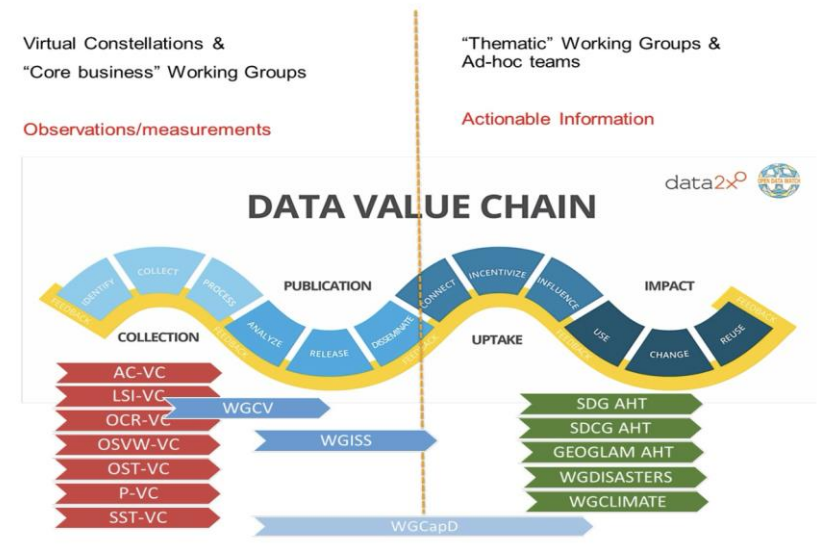 Virtual Constellations &
“Core business” Working Groups
Observations/measurements
“Thematic” Working Groups &
Ad-hoc teams
Actionable Information
data2x
OPEN DATA WATCH
DATA VALUE CHAIN
IDENTIFY
COLLECT
PROCESS
ANALYZE
RELEASE
DISSEMINATE
CONNECT
INCENTIVIZE
INFLUENCE
USE
CHANGE
REUSE
FEEDBACK
FEEDBACK
FEEDBACK
FEEDBACK
FEEDBACK
COLLECTION
PUBLICATION
UPTAKE
IMPACT
AC-VC
LSI-VC
OCR-VC
OSVW-VC
OST-VC
P-VC
SST-VC
WGCV
WGISS
WGCapD
SDG AHT
SDCG AHT
GEOGLAM AHT
WGDISASTERS
WGCLIMATE